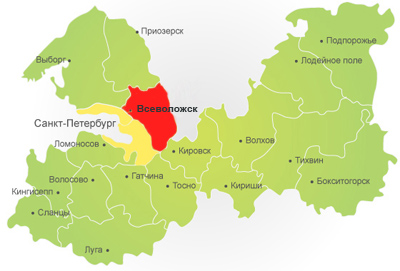 Приозерск
Подпорожье
Выборг
Лодейное поле
Всеволожск
Санкт-Петербург
Ломоносов
Кировск
Волхов
Тихвин
Волосово
Гатчина
Тосно
Кириши
Бокситогорск
Кингисепп
Сланцы
Луга